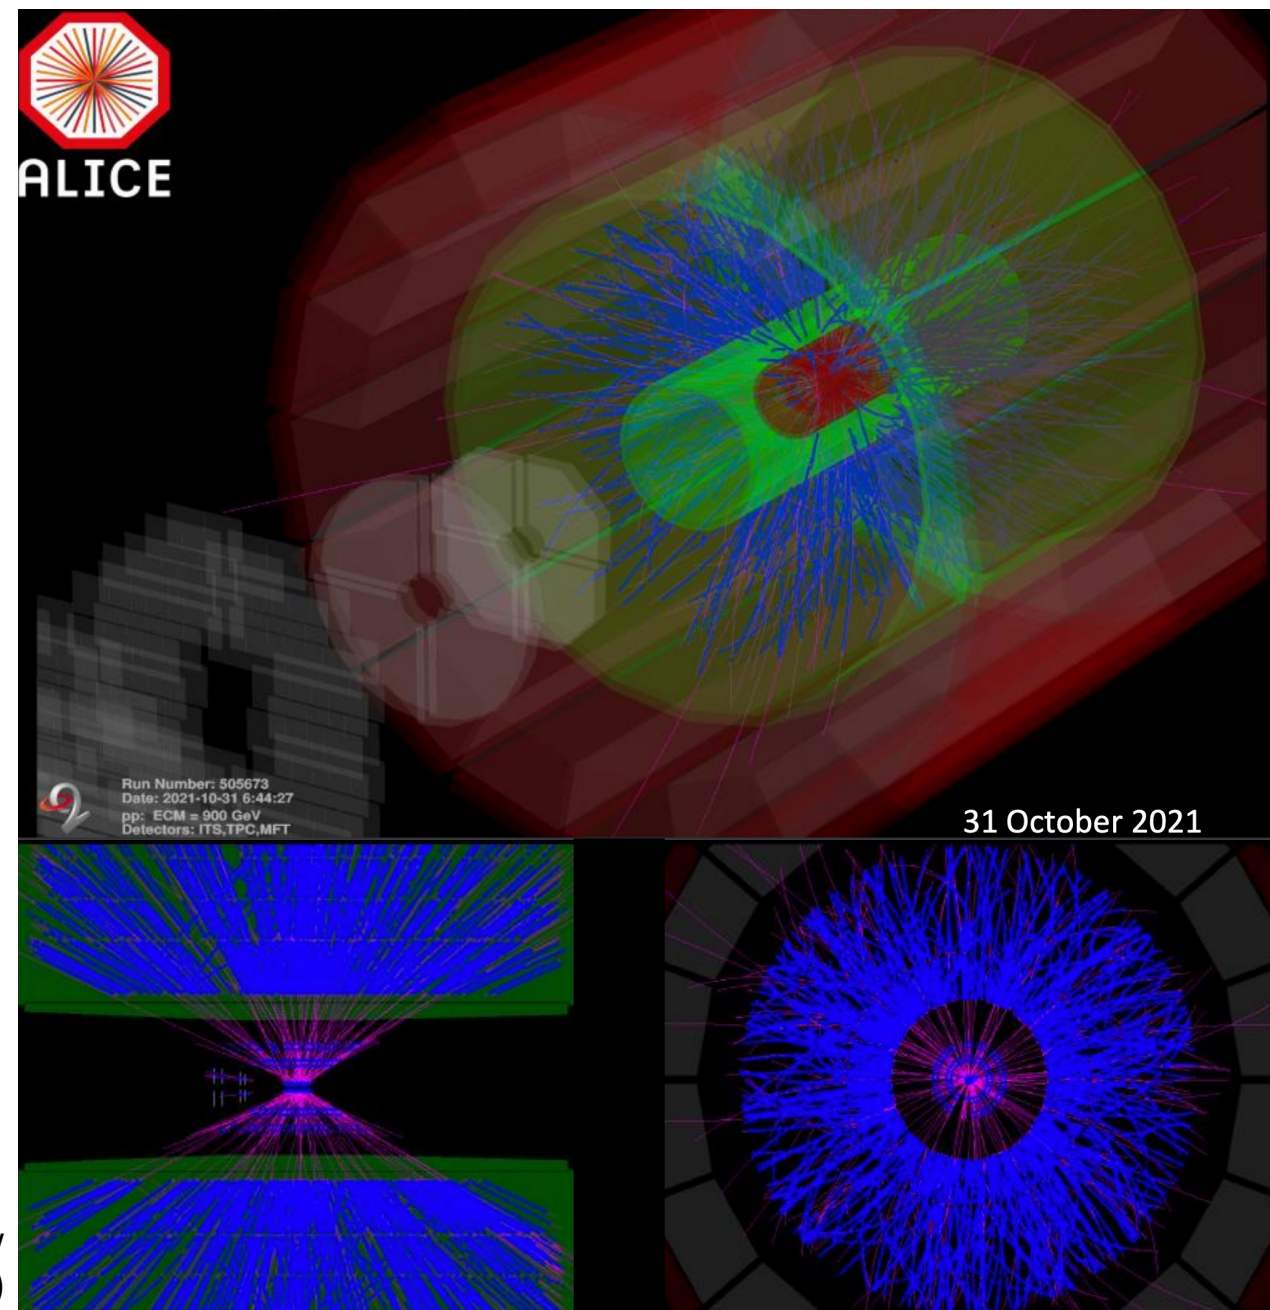 ALICE
Run Number: 505673
Date: 2021-10-31 6:44:27
pp: ECM = 900 GeV
Detectors: ITS,TPC,MFT
31 October 2021
)